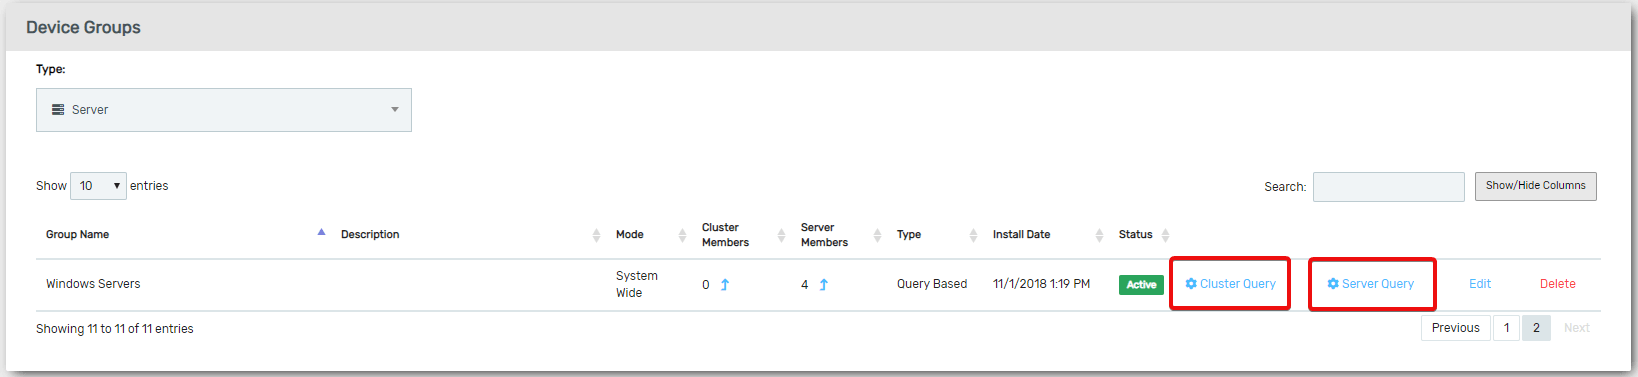 Device Groups
Type:
Server
Show 10 entries
Search:
Show/Hide Columns
Group Name Description Mode Cluster Members Server Members Type Install Date Status
Windows Servers System Wide 0 4 Query Based 11/1/2018 1:19 PM Active Cluster Query Server Query Edit Delete
Showing 11 to 11 of 11 entries
Previous 1 2 Next